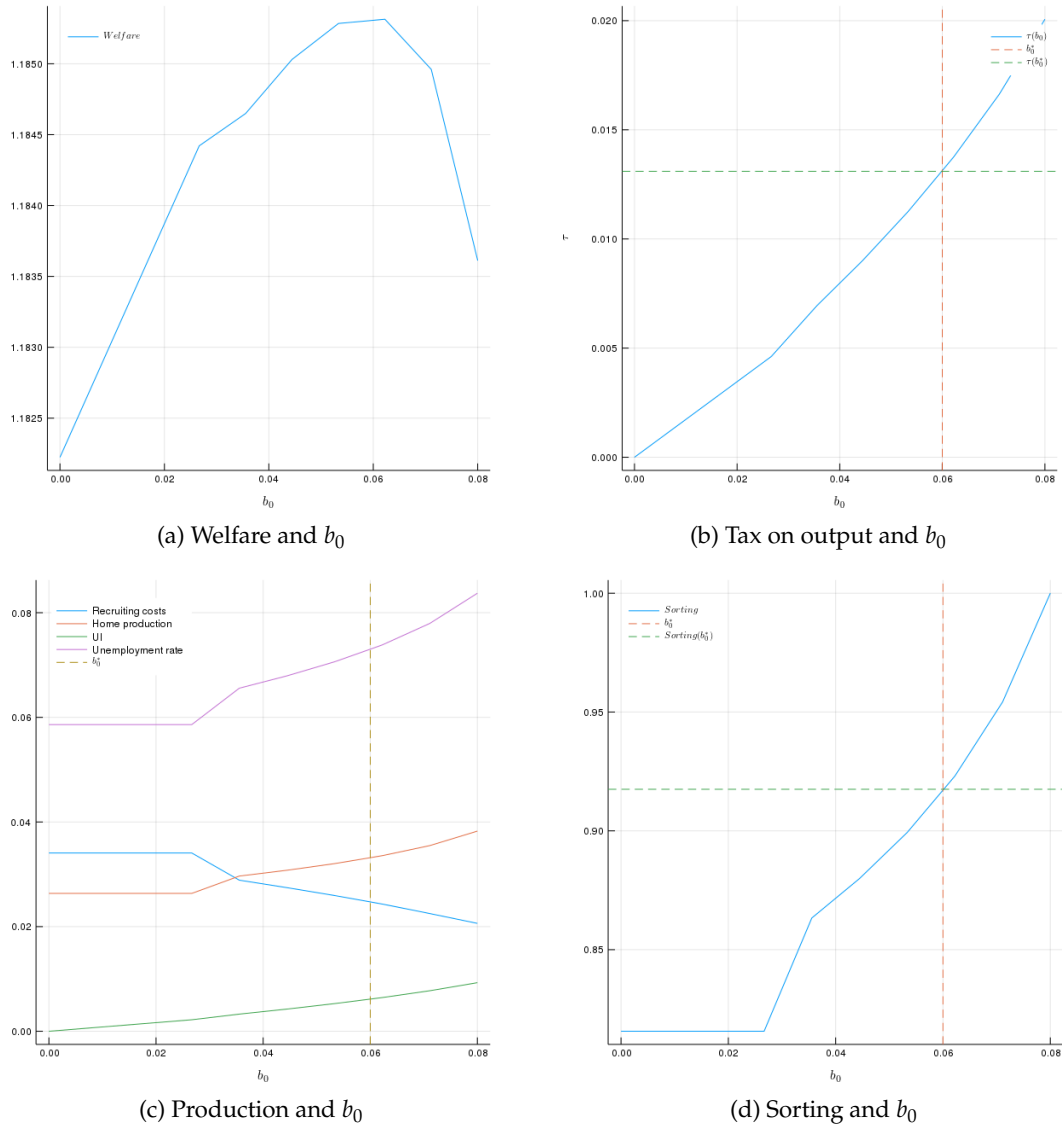 Welfare
1.1850
1.1845
1.1840
1.1835
1.1830
1.1825
0.00 0.02 0.04 0.06 0.08
b₀
(a) Welfare and b₀
τ(b₀)
b₀*
τ(b₀*)
0.020
0.015
0.010
0.005
0.000
τ
0.00 0.02 0.04 0.06 0.08
b₀
(b) Tax on output and b₀
Recruiting costs
Home production
UI
Unemployment rate
b₀*
0.08
0.06
0.04
0.02
0.00
0.00 0.02 0.04 0.06 0.08
b₀
(c) Production and b₀
Sorting
b₀*
Sorting(b₀*)
1.00
0.95
0.90
0.85
0.00 0.02 0.04 0.06 0.08
b₀
(d) Sorting and b₀